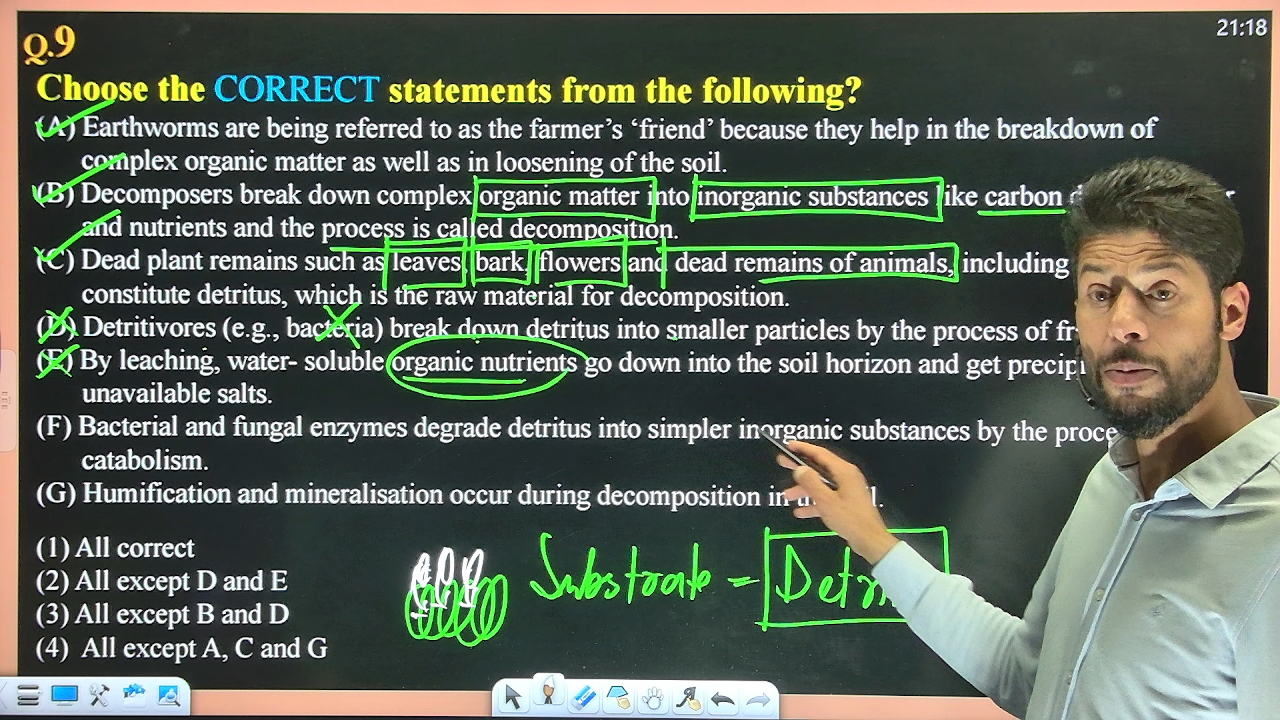 21:18
Q.9
Choose the CORRECT statements from the following?
(A) Earthworms are being referred to as the farmer's 'friend' because they help in the breakdown of
complex organic matter as well as in loosening of the soil.
(B) Decomposers break down complex organic matter into inorganic substances like carbon
and nutrients and the process is called decomposition.
(C) Dead plant remains such as leaves, bark, flowers and dead remains of animals, including
constitute detritus, which is the raw material for decomposition.
(D) Detritivores (e.g., bacteria) break down detritus into smaller particles by the process of
(E) By leaching, water- soluble organic nutrients go down into the soil horizon and get
unavailable salts.
(F) Bacterial and fungal enzymes degrade detritus into simpler inorganic substances by the
catabolism.
(G) Humification and mineralisation occur during decomposition in
(1) All correct
(2) All except D and E
(3) All except B and D
(4) All except A, C and G
Substrate =